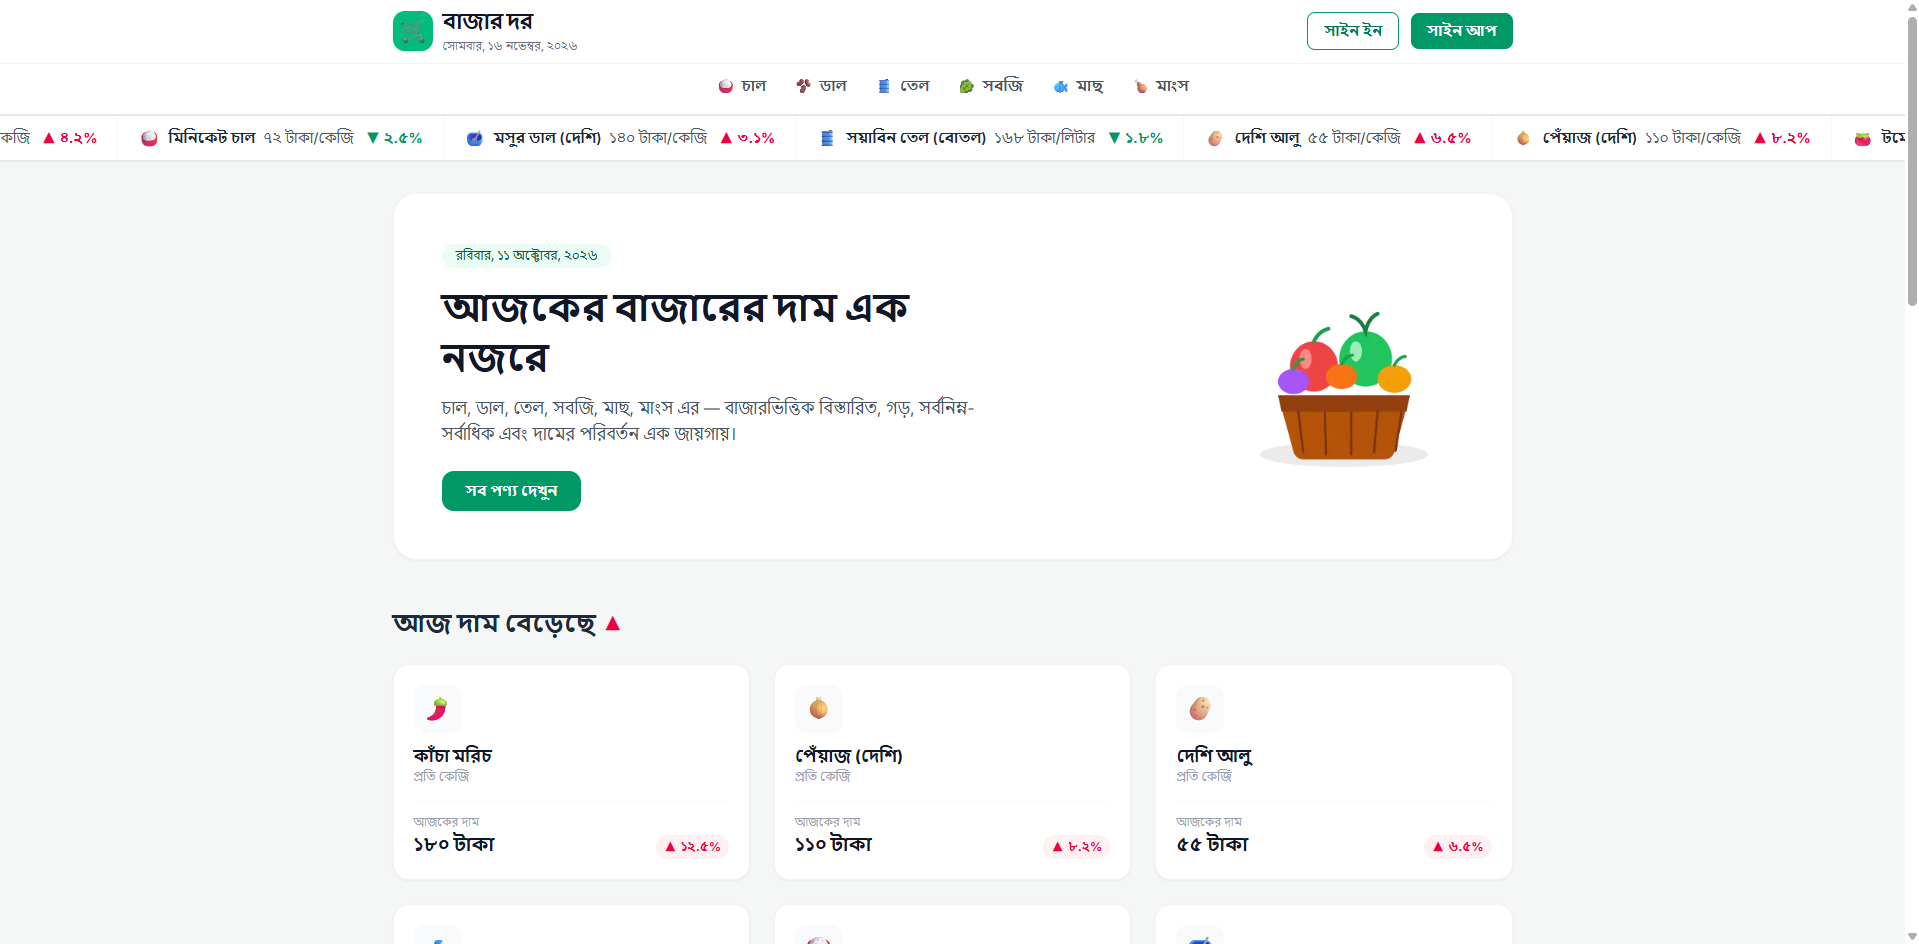 বাজার দর
সোমবার, ১৬ নভেম্বর, ২০২৬
সাইন ইন
সাইন আপ
চাল
ডাল
তেল
সবজি
মাছ
মাংস
কেজি ▲ ৪.২%
মিনিকেট চাল ৭২ টাকা/কেজি ▼ ২.৫%
মসুর ডাল (দেশি) ১৪০ টাকা/কেজি ▲ ৩.১%
সয়াবিন তেল (বোতল) ১৬৮ টাকা/লিটার ▼ ১.৮%
দেশি আলু ৫৫ টাকা/কেজি ▲ ৬.৫%
পেঁয়াজ (দেশি) ১১০ টাকা/কেজি ▲ ৮.২%
রবিবার, ১১ অক্টোবর, ২০২৬
আজকের বাজারের দাম এক
নজরে
চাল, ডাল, তেল, সবজি, মাছ, মাংস এর — বাজারভিত্তিক বিস্তারিত, গড়, সর্বনিম্ন-
সর্বাধিক এবং দামের পরিবর্তন এক জায়গায়।
সব পণ্য দেখুন
আজ দাম বেড়েছে ▲
কাঁচা মরিচ
প্রতি কেজি
আজকের দাম
১৮০ টাকা ▲ ১২.৫%
পেঁয়াজ (দেশি)
প্রতি কেজি
আজকের দাম
১১০ টাকা ▲ ৮.২%
দেশি আলু
প্রতি কেজি
আজকের দাম
৫৫ টাকা ▲ ৬.৫%